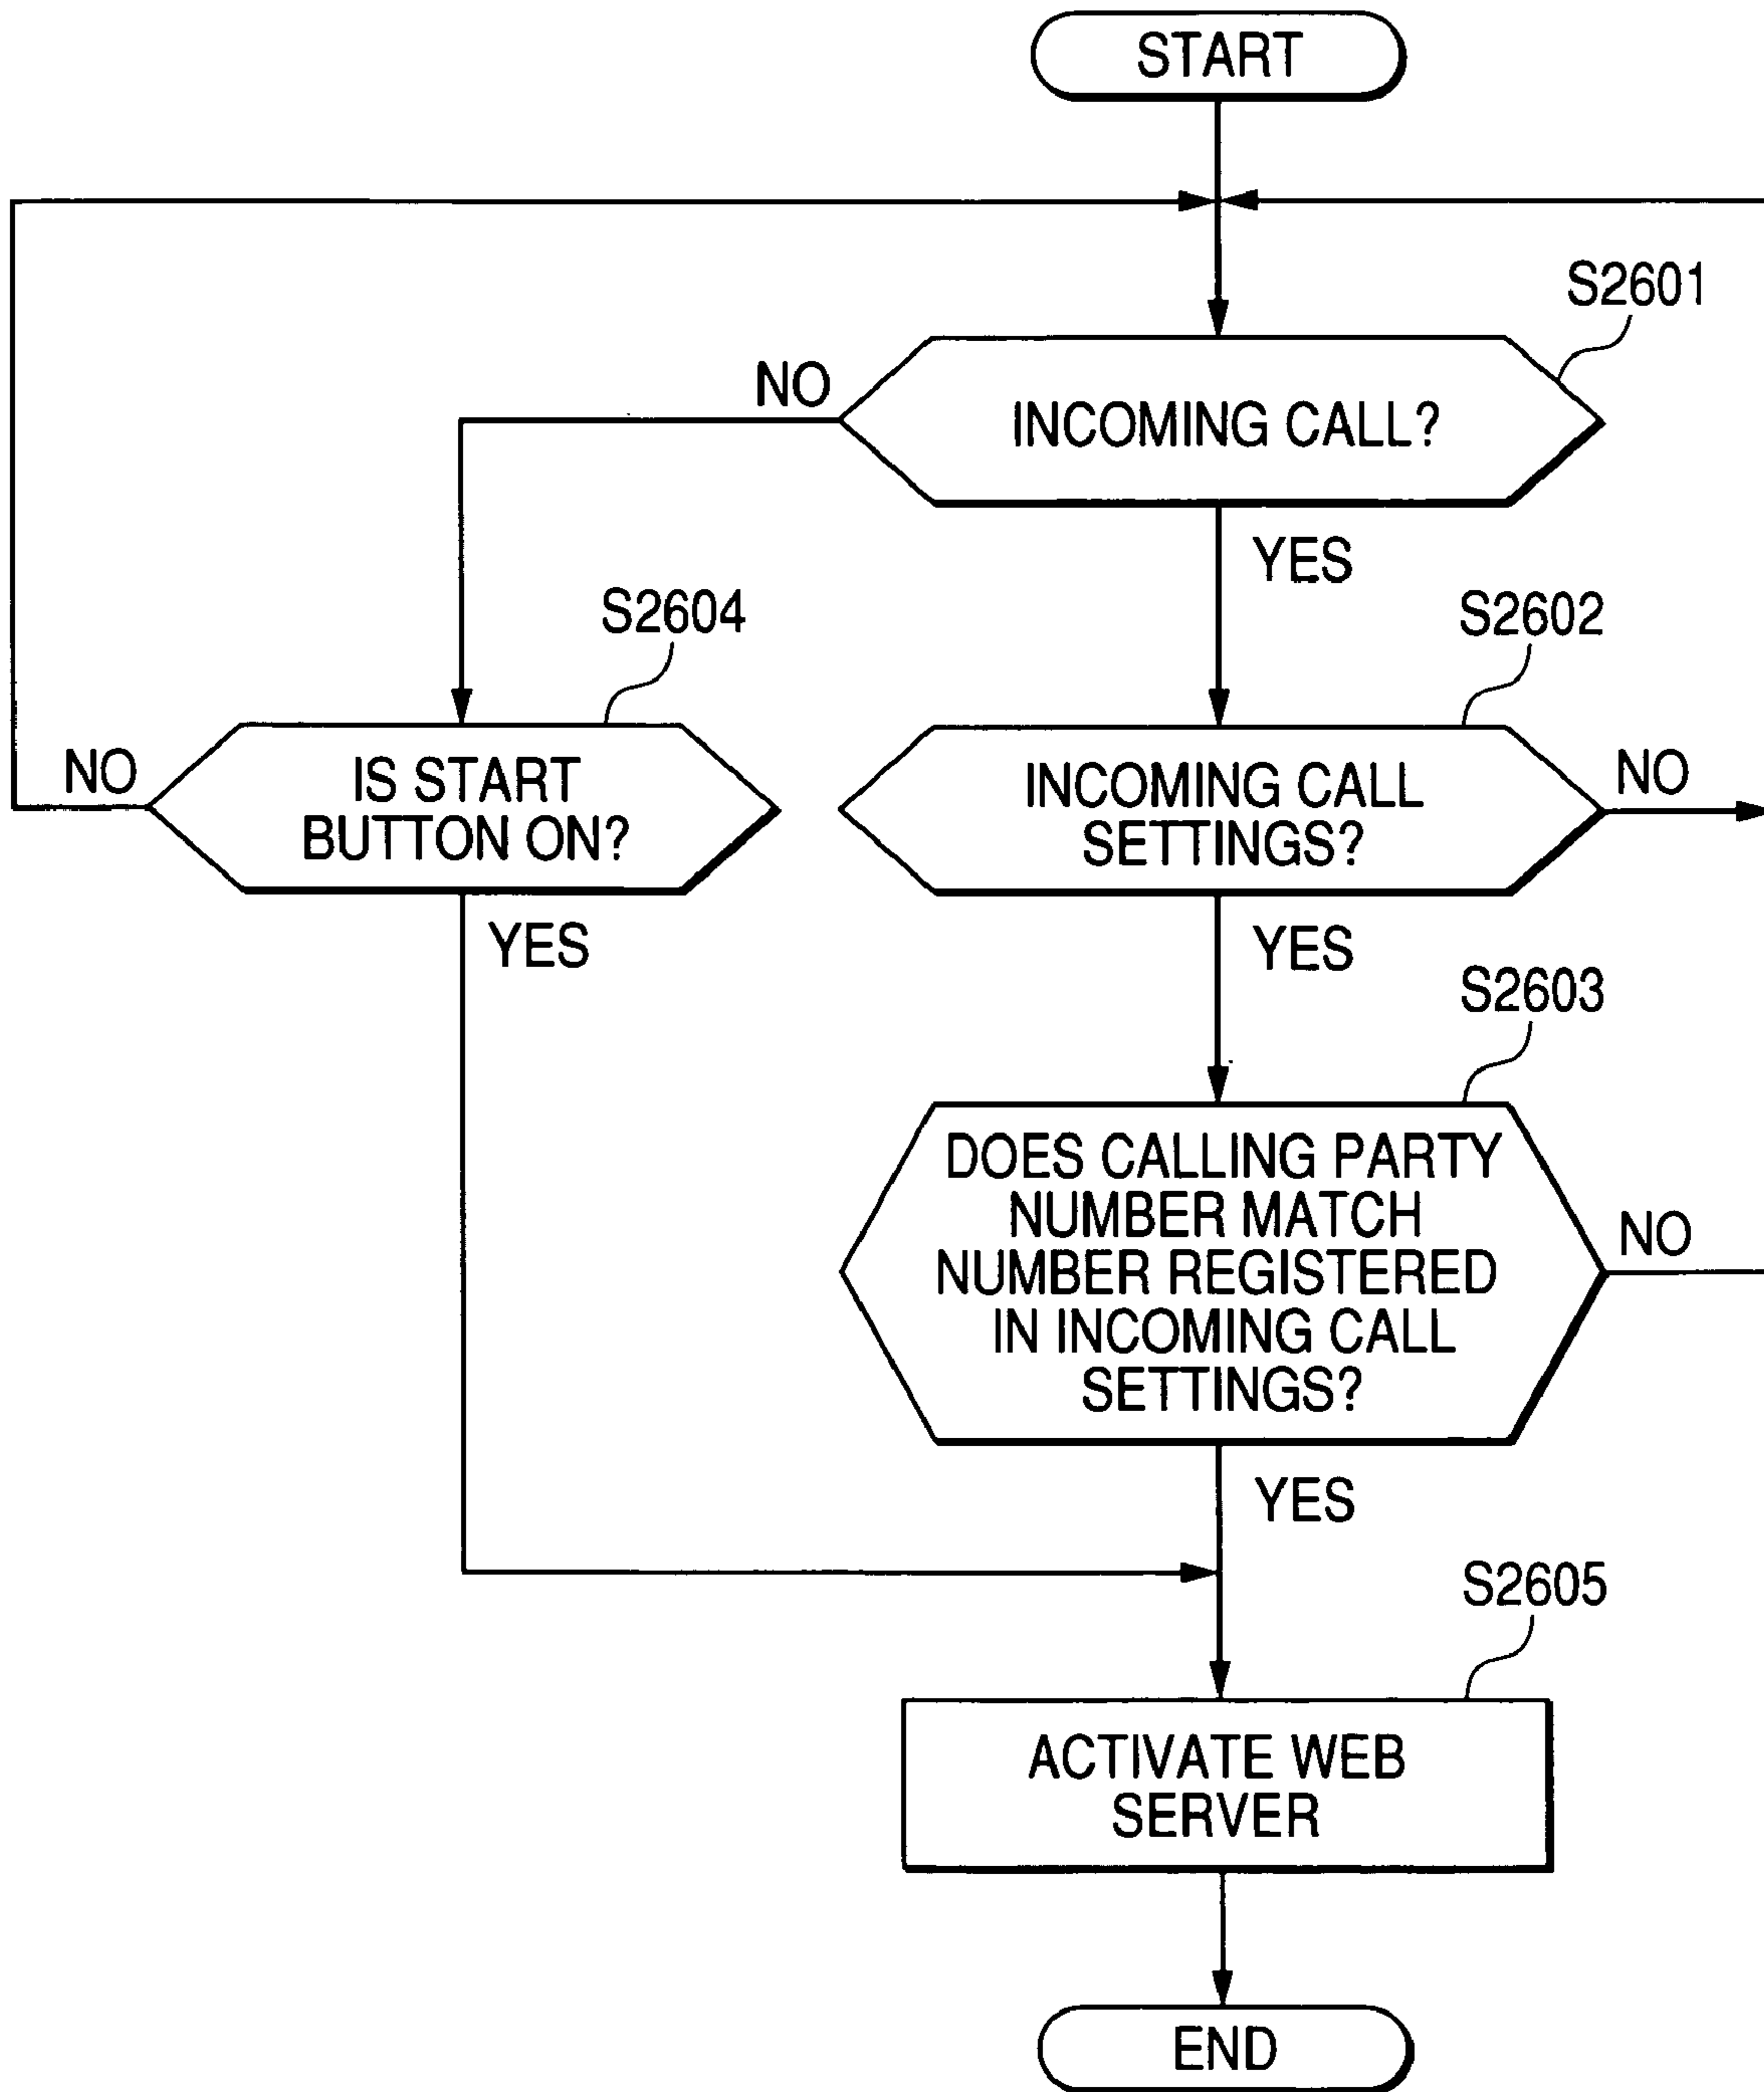 START
S2601
NO
INCOMING CALL?
YES
S2604
S2602
NO
IS START
BUTTON ON?
INCOMING CALL
SETTINGS?
NO
YES
YES
S2603
DOES CALLING PARTY
NUMBER MATCH
NUMBER REGISTERED
IN INCOMING CALL
SETTINGS?
NO
YES
S2605
ACTIVATE WEB
SERVER
END